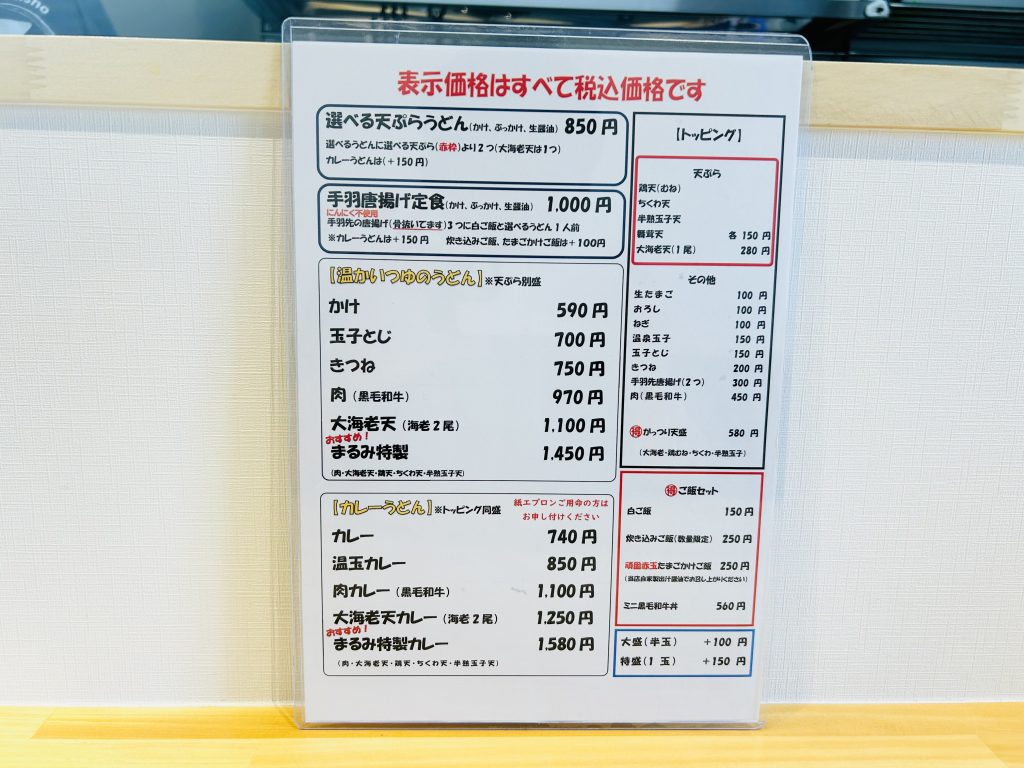 表示価格はすべて税込価格です
選べる天ぷらうどん(かけ、ぶっかけ、生醤油) 850円
選べるうどんに選べる天ぷら(赤枠)より2つ(大海老天は1つ)
カレーうどんは(+150円)
手羽唐揚げ定食(かけ、ぶっかけ、生醤油) 1,000円
にんにく不使用
手羽先の唐揚げ(骨抜いてます)3つに白ご飯と選べるうどん1人前
※カレーうどんは+150円 炊き込みご飯、たまごかけご飯は+100円
【温かいつゆのうどん】※天ぷら別盛
かけ 590円
玉子とじ 700円
きつね 750円
肉(黒毛和牛) 970円
大海老天(海老2尾) 1,100円
おすすめ!
まるみ特製 1,450円
(肉・大海老天・鶏天・ちくわ天・半熟玉子天)
【カレーうどん】※トッピング同盛
紙エプロンご用命の方は
お申し付けください
カレー 740円
温玉カレー 850円
肉カレー(黒毛和牛) 1,100円
大海老天カレー(海老2尾) 1,250円
おすすめ!
まるみ特製カレー 1,580円
(肉・大海老天・鶏天・ちくわ天・半熟玉子天)
【トッピング】
天ぷら
鶏天(むね)
ちくわ天
半熟玉子天
舞茸天 各 150円
大海老天(1尾) 280円
その他
生たまご 100円
おろし 100円
ねぎ 100円
温泉玉子 150円
玉子とじ 150円
きつね 200円
手羽先唐揚げ(2つ) 300円
肉(黒毛和牛) 450円
得がっつり天盛 580円
(大海老・鶏むね・ちくわ・半熟玉子)
得ご飯セット
白ご飯 150円
炊き込みご飯(数量限定) 250円
頑固赤玉たまごかけご飯 250円
(当店自家製出汁醤油でお召し上がりください)
ミニ黒毛和牛丼 560円
大盛(半玉) +100円
特盛(1玉) +150円